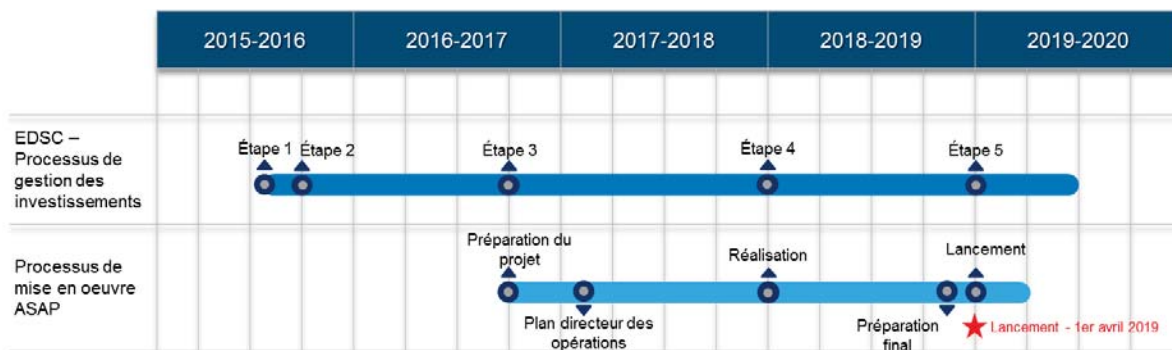 2015-2016
2016-2017
2017-2018
2018-2019
2019-2020
EDSC –
Processus de
gestion des
investissements
Étape 1
Étape 2
Étape 3
Étape 4
Étape 5
Processus de
mise en oeuvre
ASAP
Préparation du
projet
Plan directeur des
opérations
Réalisation
Préparation
final
Lancement
Lancement - 1er avril 2019